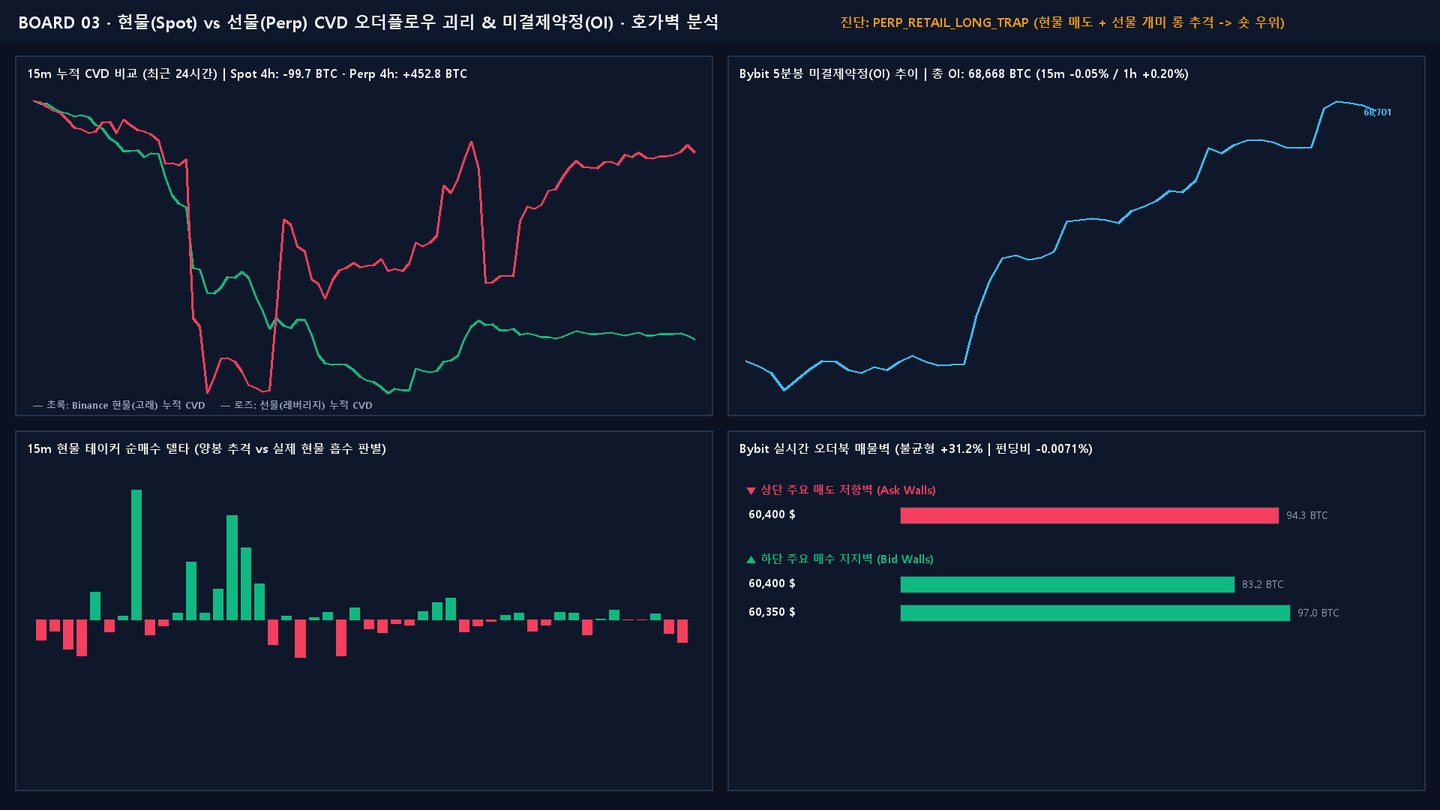 BOARD 03 · 현물(Spot) vs 선물(Perp) CVD 오더플로우 괴리 & 미결제약정(OI) · 호가벽 분석
진단: PERP_RETAIL_LONG_TRAP (현물 매도 + 선물 개미 롱 추격 -> 숏 우위)
15m 누적 CVD 비교 (최근 24시간) | Spot 4h: -99.7 BTC · Perp 4h: +452.8 BTC
— 초록: Binance 현물(고래) 누적 CVD — 로즈: 선물(레버리지) 누적 CVD
Bybit 5분봉 미결제약정(OI) 추이 | 총 OI: 68,668 BTC (15m -0.05% / 1h +0.20%)
68,701
15m 현물 테이커 순매수 델타 (양봉 추격 vs 실제 현물 흡수 판별)
Bybit 실시간 오더북 매물벽 (불균형 +31.2% | 펀딩비 -0.0071%)
▼ 상단 주요 매도 저항벽 (Ask Walls)
60,400 $ 94.3 BTC
▲ 하단 주요 매수 지지벽 (Bid Walls)
60,400 $ 83.2 BTC
60,350 $ 97.0 BTC